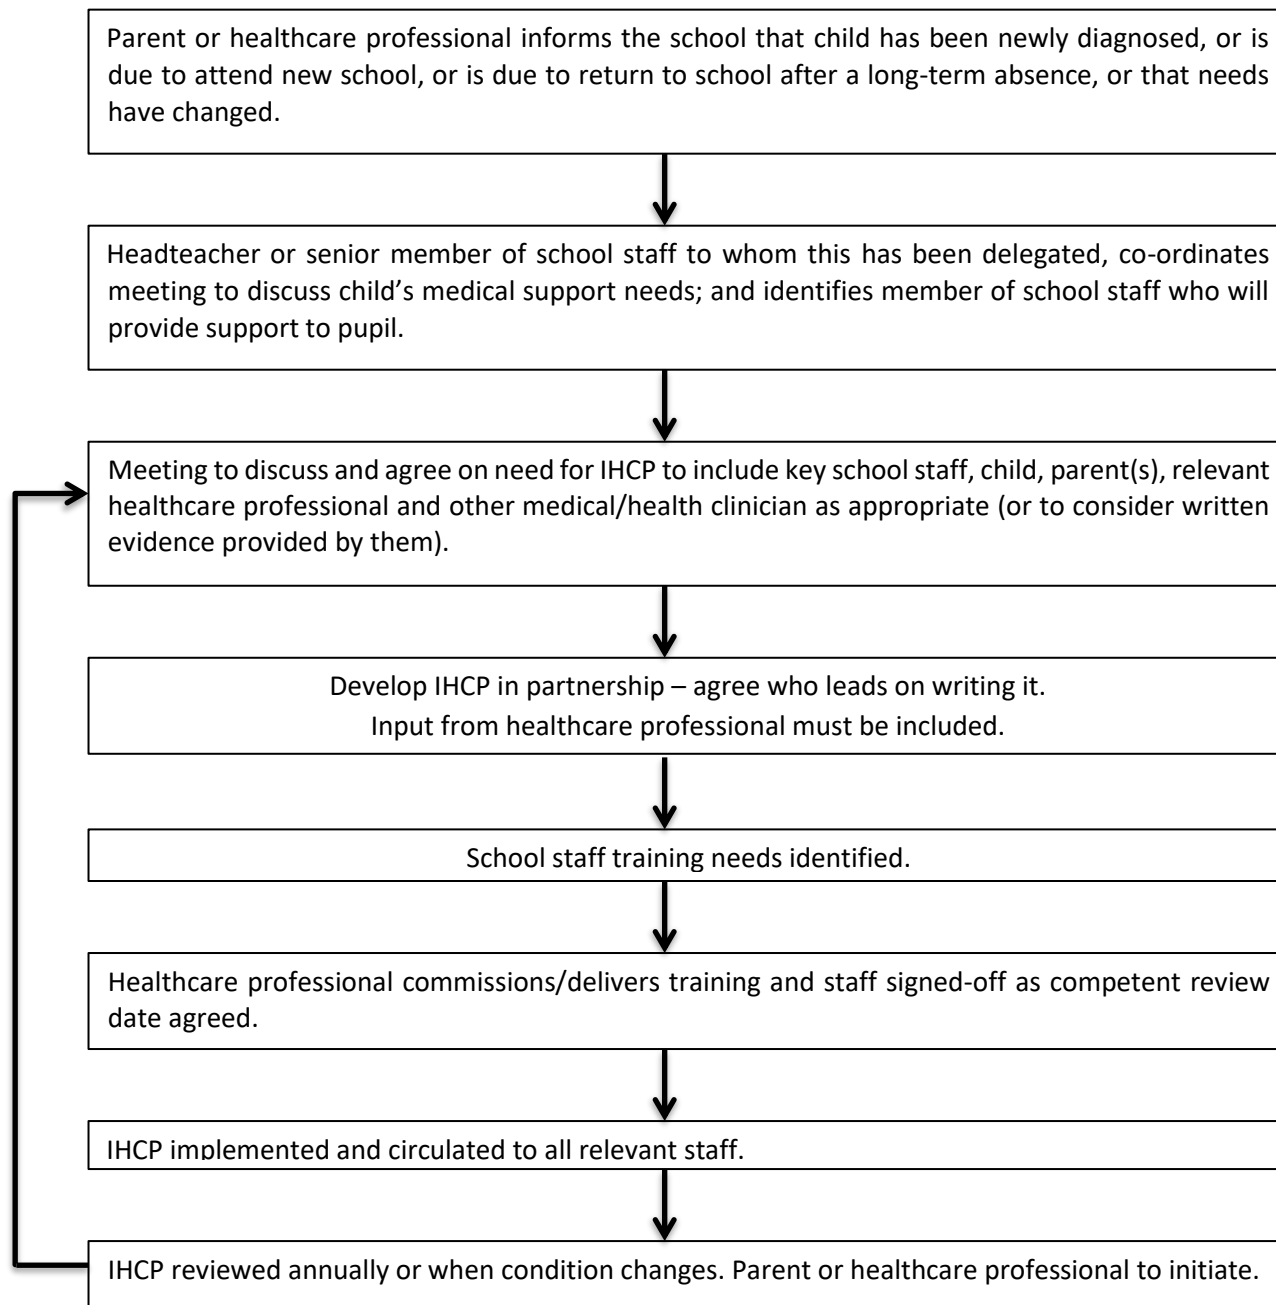 Parent or healthcare professional informs the school that child has been newly diagnosed, or is
due to attend new school, or is due to return to school after a long-term absence, or that needs
have changed.
Headteacher or senior member of school staff to whom this has been delegated, co-ordinates
meeting to discuss child’s medical support needs; and identifies member of school staff who will
provide support to pupil.
Meeting to discuss and agree on need for IHCP to include key school staff, child, parent(s), relevant
healthcare professional and other medical/health clinician as appropriate (or to consider written
evidence provided by them).
Develop IHCP in partnership – agree who leads on writing it.
Input from healthcare professional must be included.
School staff training needs identified.
Healthcare professional commissions/delivers training and staff signed-off as competent review
date agreed.
IHCP implemented and circulated to all relevant staff.
IHCP reviewed annually or when condition changes. Parent or healthcare professional to initiate.